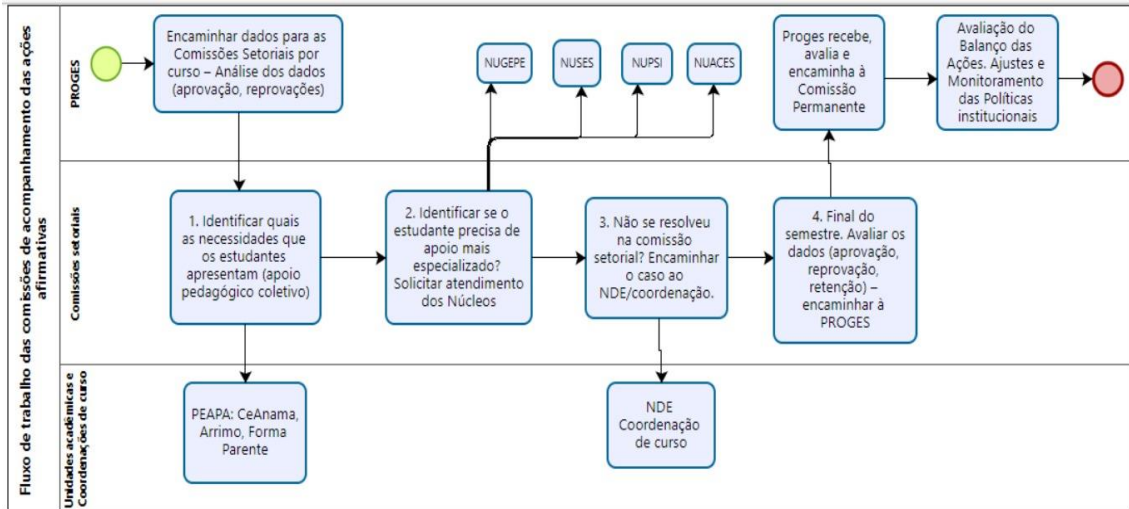 Fluxo de trabalho das comissões de acompanhamento das ações
afirmativas
PROGES
Encaminhar dados para as
Comissões Setoriais por
curso – Análise dos dados
(aprovação, reprovações)
NUGEPE
NUSES
NUPSI
NUACES
Proges recebe,
avalia e
encaminha à
Comissão
Permanente
Avaliação do
Balanço das
Ações. Ajustes e
Monitoramento
das Políticas
institucionais
Comissões setoriais
1. Identificar quais
as necessidades que
os estudantes
apresentam (apoio
pedagógico coletivo)
2. Identificar se o
estudante precisa de
apoio mais
especializado?
Solicitar atendimento
dos Núcleos
3. Não se resolveu
na comissão
setorial? Encaminhar
o caso ao
NDE/coordenação.
4. Final do
semestre. Avaliar os
dados (aprovação,
reprovação,
retenção) –
encaminhar à
PROGES
Unidades acadêmicas e
Coordenações de curso
PEAPA: CeAnama,
Arrimo, Forma
Parente
NDE
Coordenação
de curso